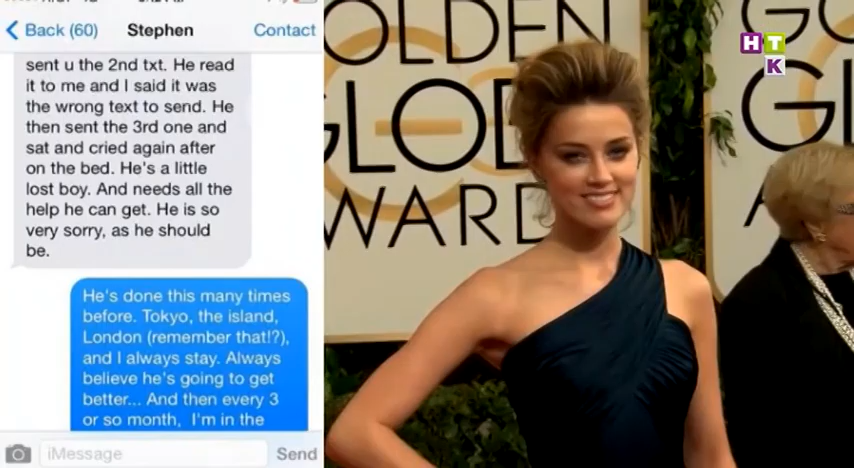 Back (60) Stephen Contact
sent u the 2nd txt. He read
it to me and I said it was
the wrong text to send. He
then sent the 3rd one and
sat and cried again after
on the bed. He's a little
lost boy. And needs all the
help he can get. He is so
very sorry, as he should
be.
He's done this many times
before. Tokyo, the island,
London (remember that!?),
and I always stay. Always
believe he's going to get
better... And then every 3
or so month, I'm in the
iMessage Send
GOLDEN
GLO
AWARD
HTK
GO
G